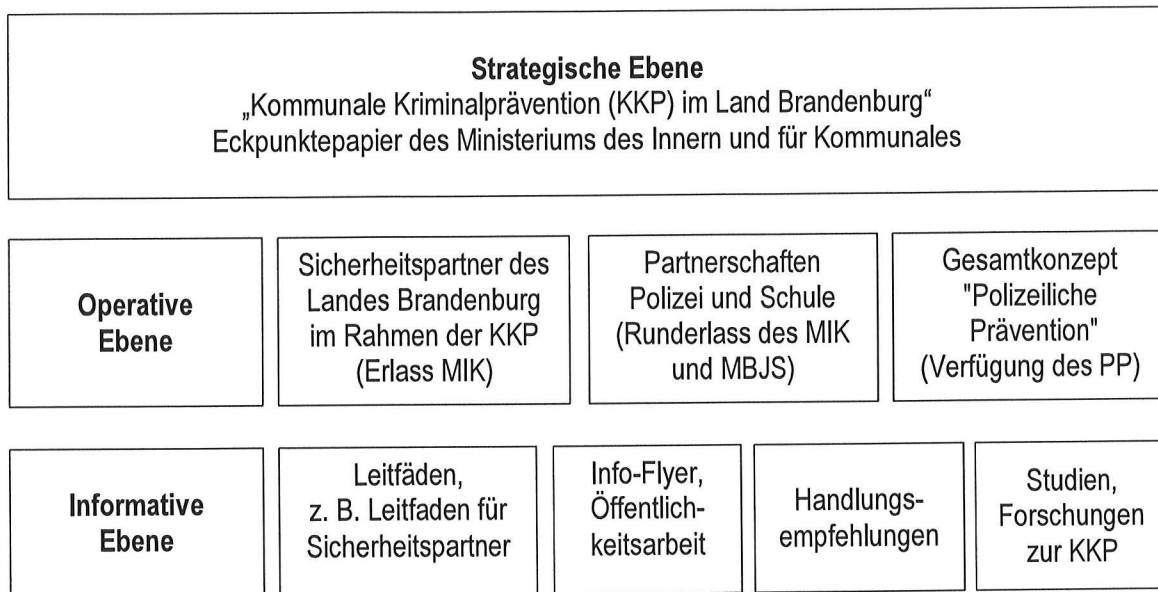 Strategische Ebene
„Kommunale Kriminalprävention (KKP) im Land Brandenburg“
Eckpunktepapier des Ministeriums des Innern und für Kommunales
Operative
Ebene
Sicherheitspartner des
Landes Brandenburg
im Rahmen der KKP
(Erlass MIK)
Partnerschaften
Polizei und Schule
(Runderlass des MIK
und MBJS)
Gesamtkonzept
"Polizeiliche
Prävention"
(Verfügung des PP)
Informative
Ebene
Leitfäden,
z. B. Leitfaden für
Sicherheitspartner
Info-Flyer,
Öffentlich-
keitsarbeit
Handlungs-
empfehlungen
Studien,
Forschungen
zur KKP